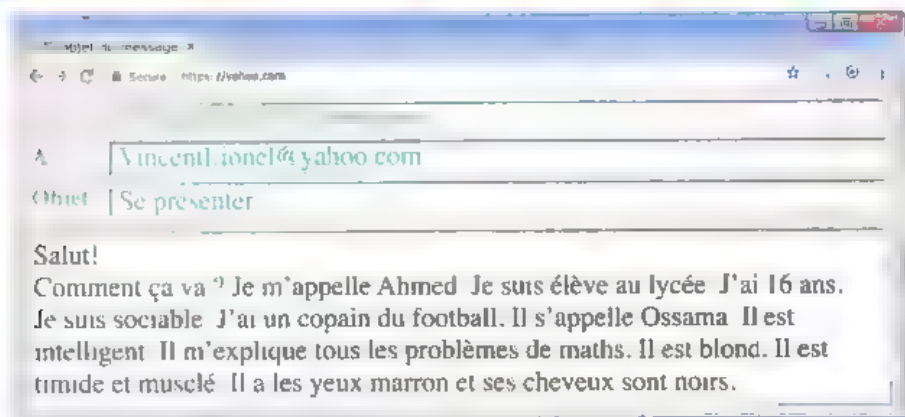 Objet du message ×
Secure https://yahoo.com
A
yahoo.com
Objet Se présenter
Salut!
Comment ça va ? Je m'appelle Ahmed Je suis élève au lycée J'ai 16 ans.
Je suis sociable J'ai un copain du football. Il s'appelle Ossama Il est
intelligent Il m'explique tous les problèmes de maths. Il est blond. Il est
timide et musclé Il a les yeux marron et ses cheveux sont noirs.